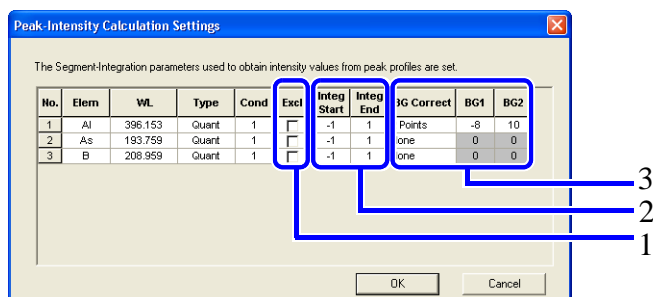 Peak-Intensity Calculation Settings
The Segment-Integration parameters used to obtain intensity values from peak profiles are set.
No. Elem WL Type Cond Excl Integ Start Integ End BG Correct BG1 BG2
1 Al 396.153 Quant 1 -1 1 Points -8 10
2 As 193.759 Quant 1 -1 1 one 0 0
3 B 208.959 Quant 1 -1 1 one 0 0
3
2
1
OK Cancel